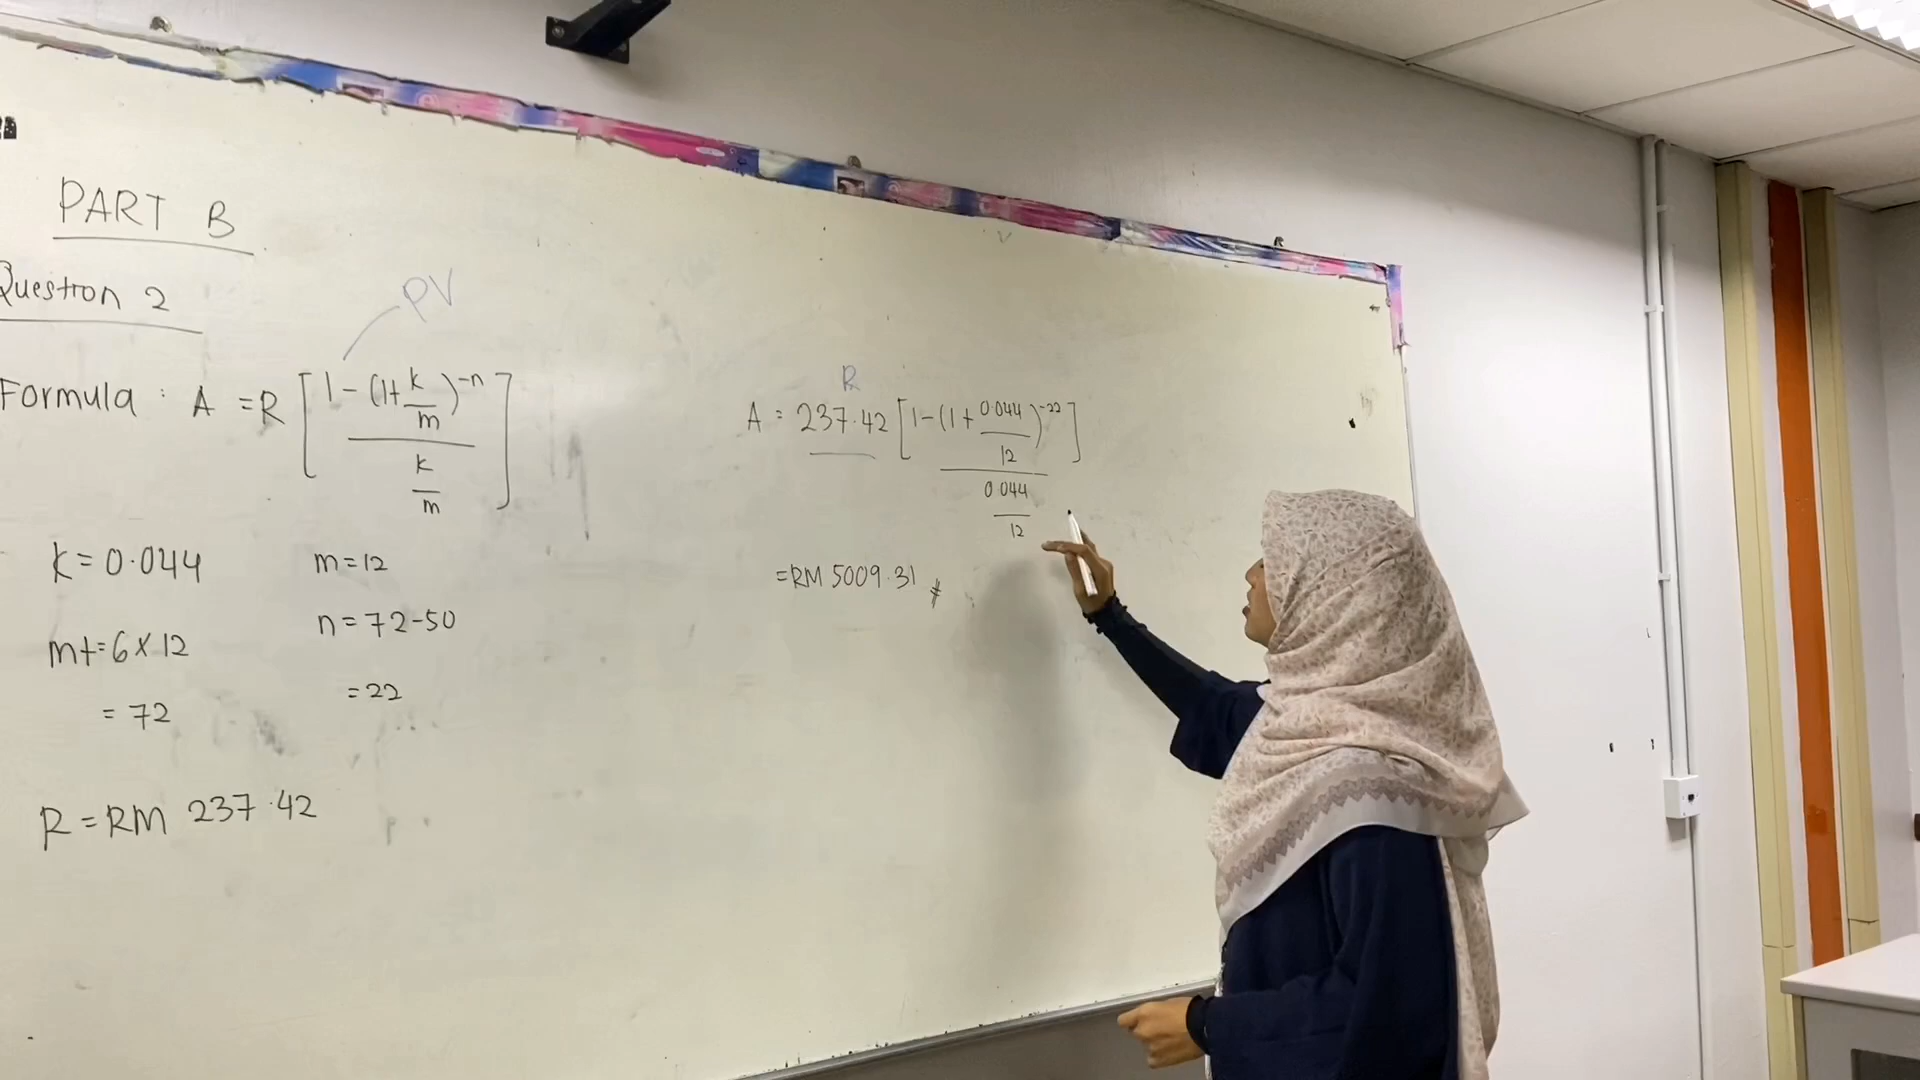 PART B
Question 2
PV
Formula : A = R [ 1-(1+k/m)^-n / k/m ]
k = 0.044
m = 12
mt = 6 x 12
= 72
n = 72-50
= 22
R = RM 237.42
R
A = 237.42 [ 1-(1+0.044/12)^-22 / 0.044/12 ]
= RM 5009.31 #